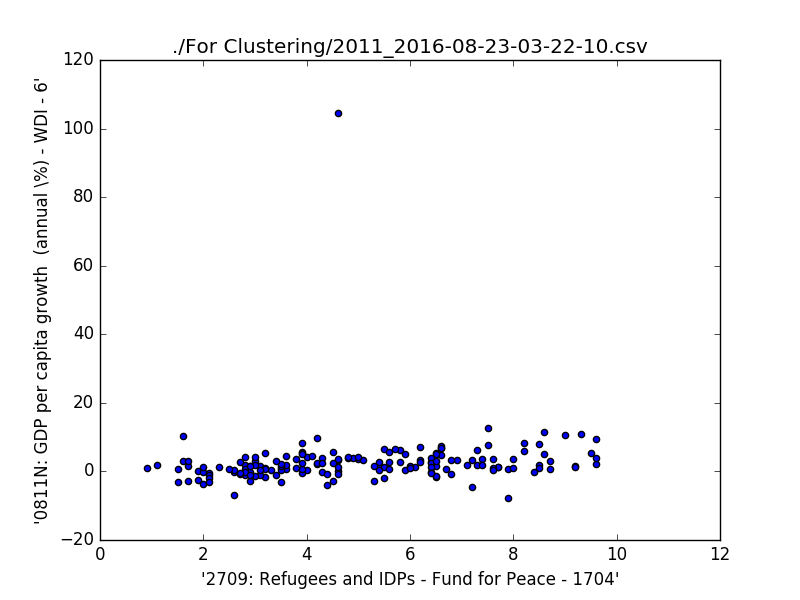 ./For Clustering/2011_2016-08-23-03-22-10.csv
120
100
80
60
40
20
0
−20
'0811N: GDP per capita growth  (annual \%) - WDI - 6'
0 2 4 6 8 10 12
'2709: Refugees and IDPs - Fund for Peace - 1704'